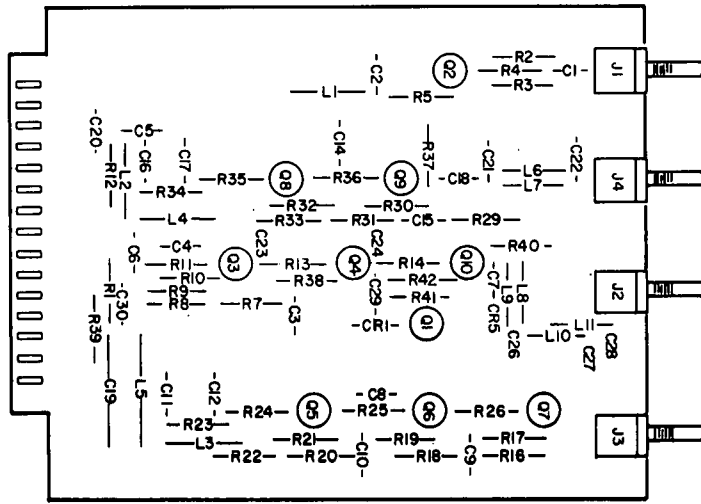 R2
J1
Q2
R4
C1
C2
R3
L1
R5
C5
C20
C14
R37
C21
C22
L6
C16
C17
R12
L2
R35
Q8
R36
Q9
C18
J4
L7
R34
R32
R30
L4
R33
R31
C15
R29
C6
C4
C23
C24
R40
R11
Q3
R13
Q4
R14
Q10
R10
R38
R42
C7
L9
L8
J2
R1
C30
R9
C29
R41
R8
R7
C3
CR5
R39
CR1
Q1
C26
L11
L10
C28
C27
C19
L5
C11
C12
C8
R24
Q5
R25
Q6
R26
Q7
R23
J3
L3
R21
R19
R17
R22
R20
C10
R18
C9
R16